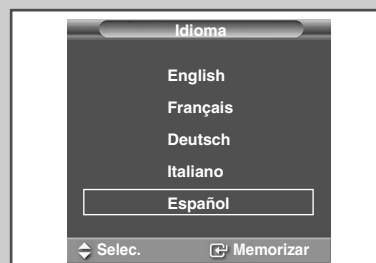 Idioma
English
Français
Deutsch
Italiano
Español
Selec. Memorizar